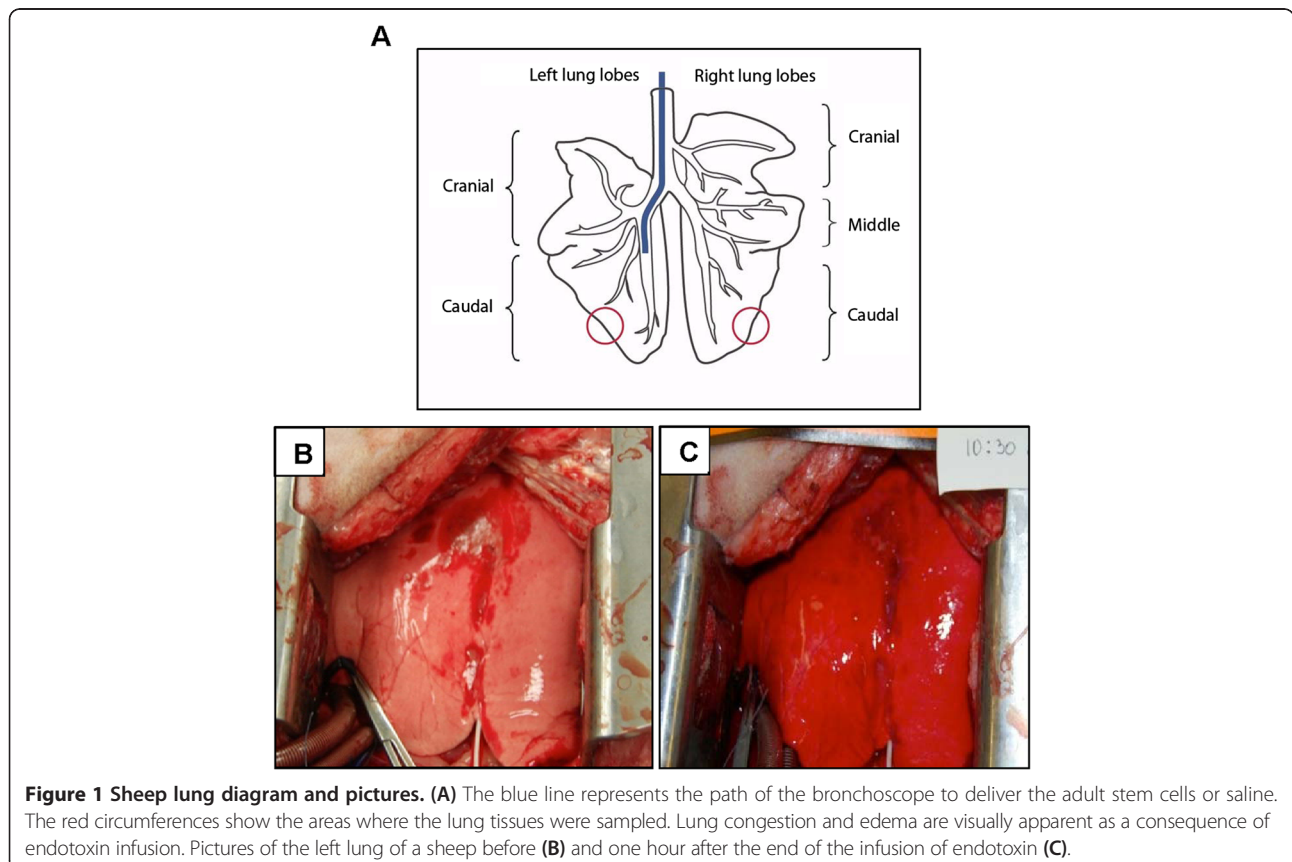 A
Left lung lobes Right lung lobes
Cranial
Cranial
Middle
Caudal
Caudal
B
C
10:30
Figure 1 Sheep lung diagram and pictures. (A) The blue line represents the path of the bronchoscope to deliver the adult stem cells or saline.
The red circumferences show the areas where the lung tissues were sampled. Lung congestion and edema are visually apparent as a consequence of
endotoxin infusion. Pictures of the left lung of a sheep before (B) and one hour after the end of the infusion of endotoxin (C).